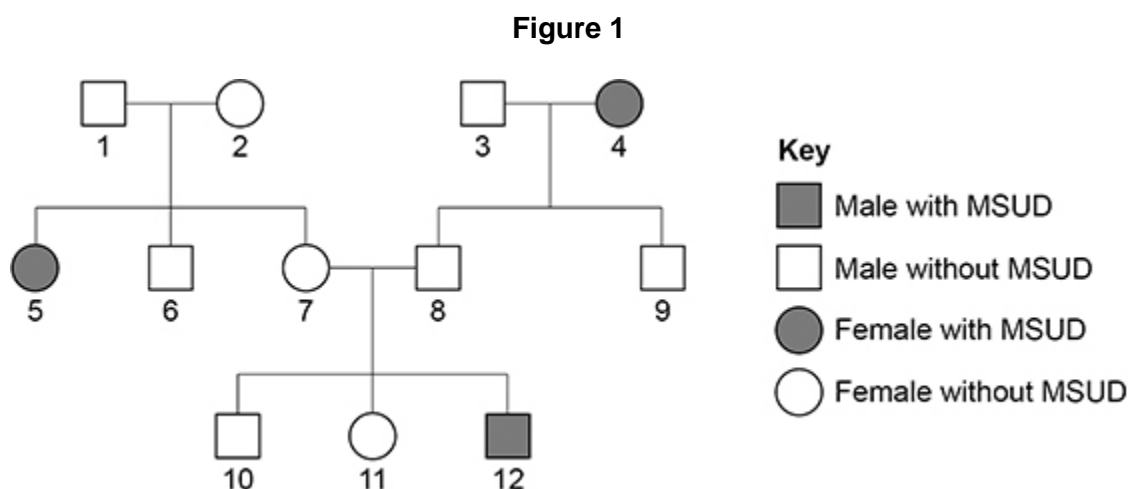 Figure 1
1 2 3 4
Key
Male with MSUD
Male without MSUD
5 6 7 8 9
Female with MSUD
Female without MSUD
10 11 12